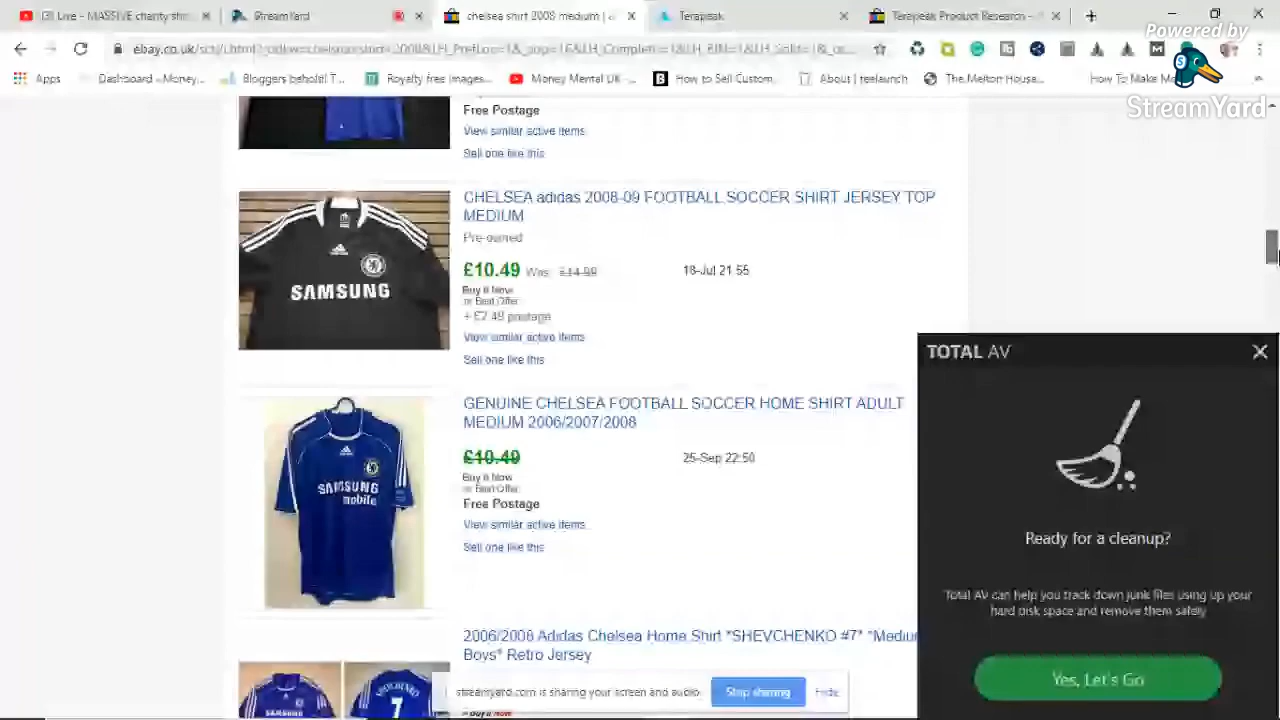 StreamYard
chelsea shirt 2008 medium
Terapeak
Terapeak Product Research -
Powered by
StreamYard
Apps
Dashboard –Money...
Bloggers behold! T...
Royalty free images...
Money Mental UK -
How to Sell Custom
About | teelaunch
The Melton House...
How To Make
Free Postage
View similar active items
Sell one like this
CHELSEA adidas 2008-09 FOOTBALL SOCCER SHIRT JERSEY TOP
MEDIUM
Pre-owned
£10.49 Was: £14.99
18-Jul 21:55
Buy it Now
or Best Offer
+ £2.49 postage
View similar active items
Sell one like this
SAMSUNG
GENUINE CHELSEA FOOTBALL SOCCER HOME SHIRT ADULT
MEDIUM 2006/2007/2008
£10.49
25-Sep 22:50
Buy it Now
or Best Offer
Free Postage
View similar active items
Sell one like this
SAMSUNG
mobile
2006/2008 Adidas Chelsea Home Shirt *SHEVCHENKO #7*
Boys* Retro Jersey
SAMSUNG
7
streamyard.com is sharing your screen and audio.
Stop sharing
Hide
TOTAL AV
Ready for a cleanup?
Total AV can help you track down junk files using up your
hard disk space and remove them safely
Yes, Let's Go